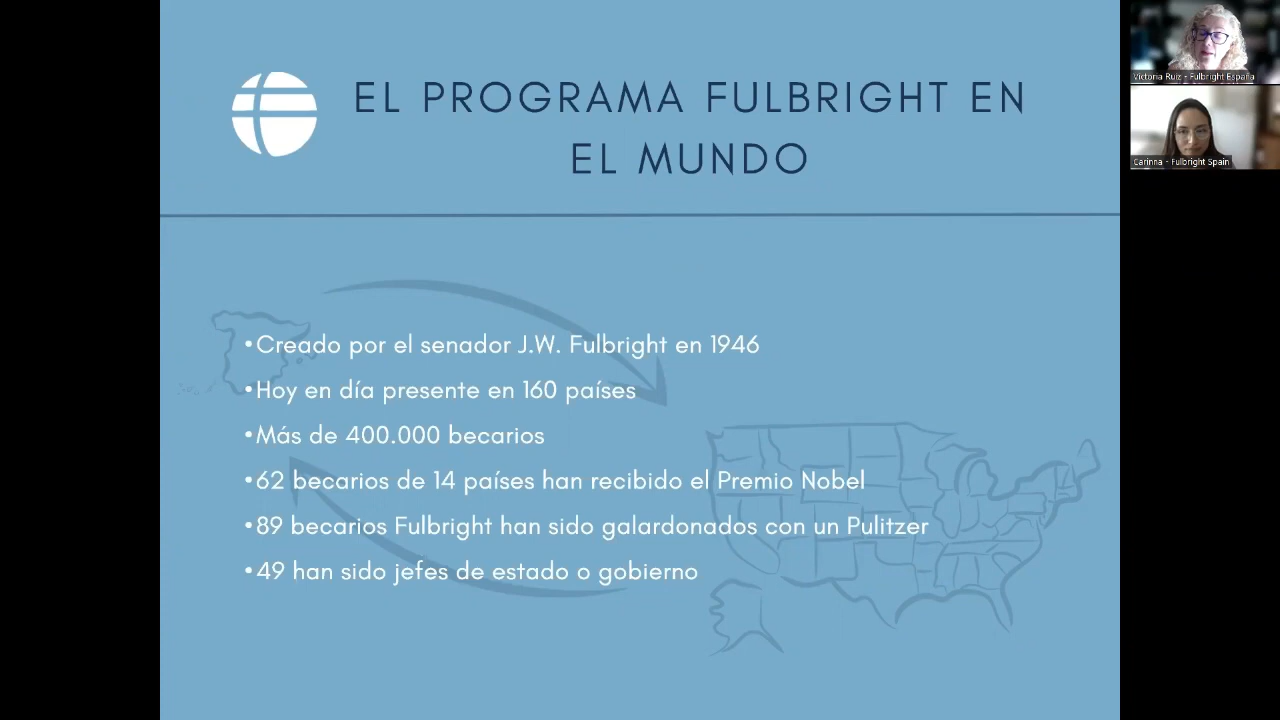 EL PROGRAMA FULBRIGHT EN
EL MUNDO
•Creado por el senador J.W. Fulbright en 1946
•Hoy en día presente en 160 países
•Más de 400.000 becarios
•62 becarios de 14 países han recibido el Premio Nobel
•89 becarios Fulbright han sido galardonados con un Pulitzer
•49 han sido jefes de estado o gobierno
Victoria Ruiz - Fulbright España
Carinna - Fulbright Spain